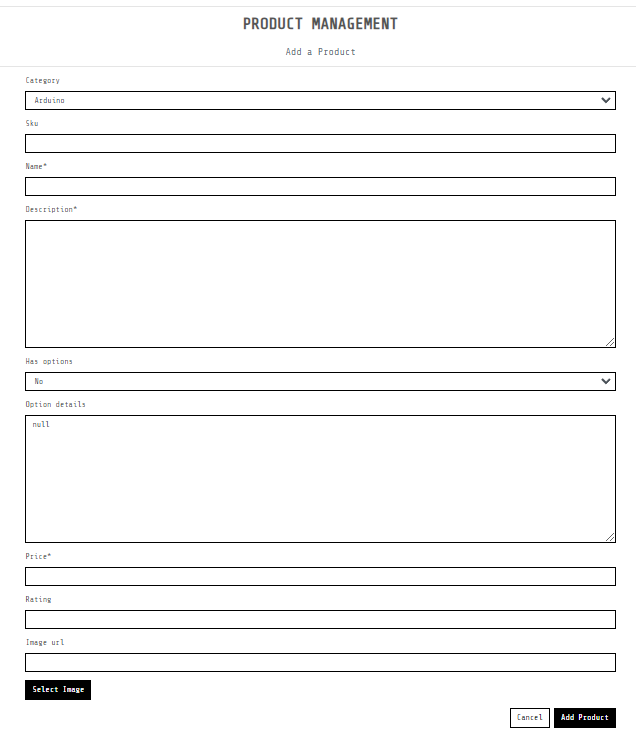 PRODUCT MANAGEMENT
Add a Product
Category
Arduino
Sku
Name*
Description*
Has options
No
Option details
null
Price*
Rating
Image url
Select Image
Cancel
Add Product